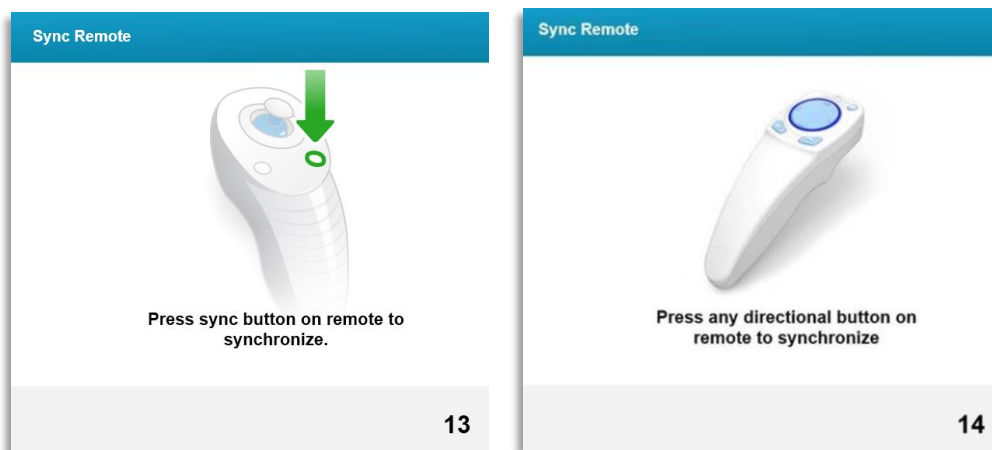 Sync Remote
Press sync button on remote to
synchronize.
13
Sync Remote
Press any directional button on
remote to synchronize
14